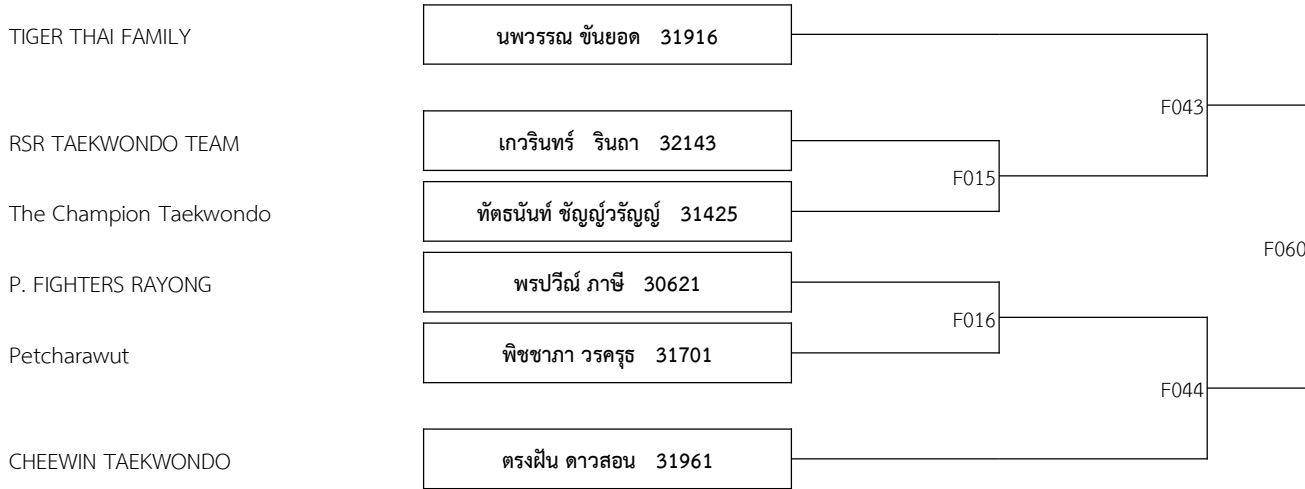 TIGER THAI FAMILY นพวรรณ ขันยอด 31916
F043
RSR TAEKWONDO TEAM เกวรินทร์ รินถา 32143
F015
The Champion Taekwondo ทัตธนันท์ ชัญญ์วรัญญ์ 31425
F060
P. FIGHTERS RAYONG พรปวีณ์ ภาษี 30621
F016
Petcharawut พิชชาภา วรครุธ 31701
F044
CHEEWIN TAEKWONDO ตรงฝัน ดาวสอน 31961